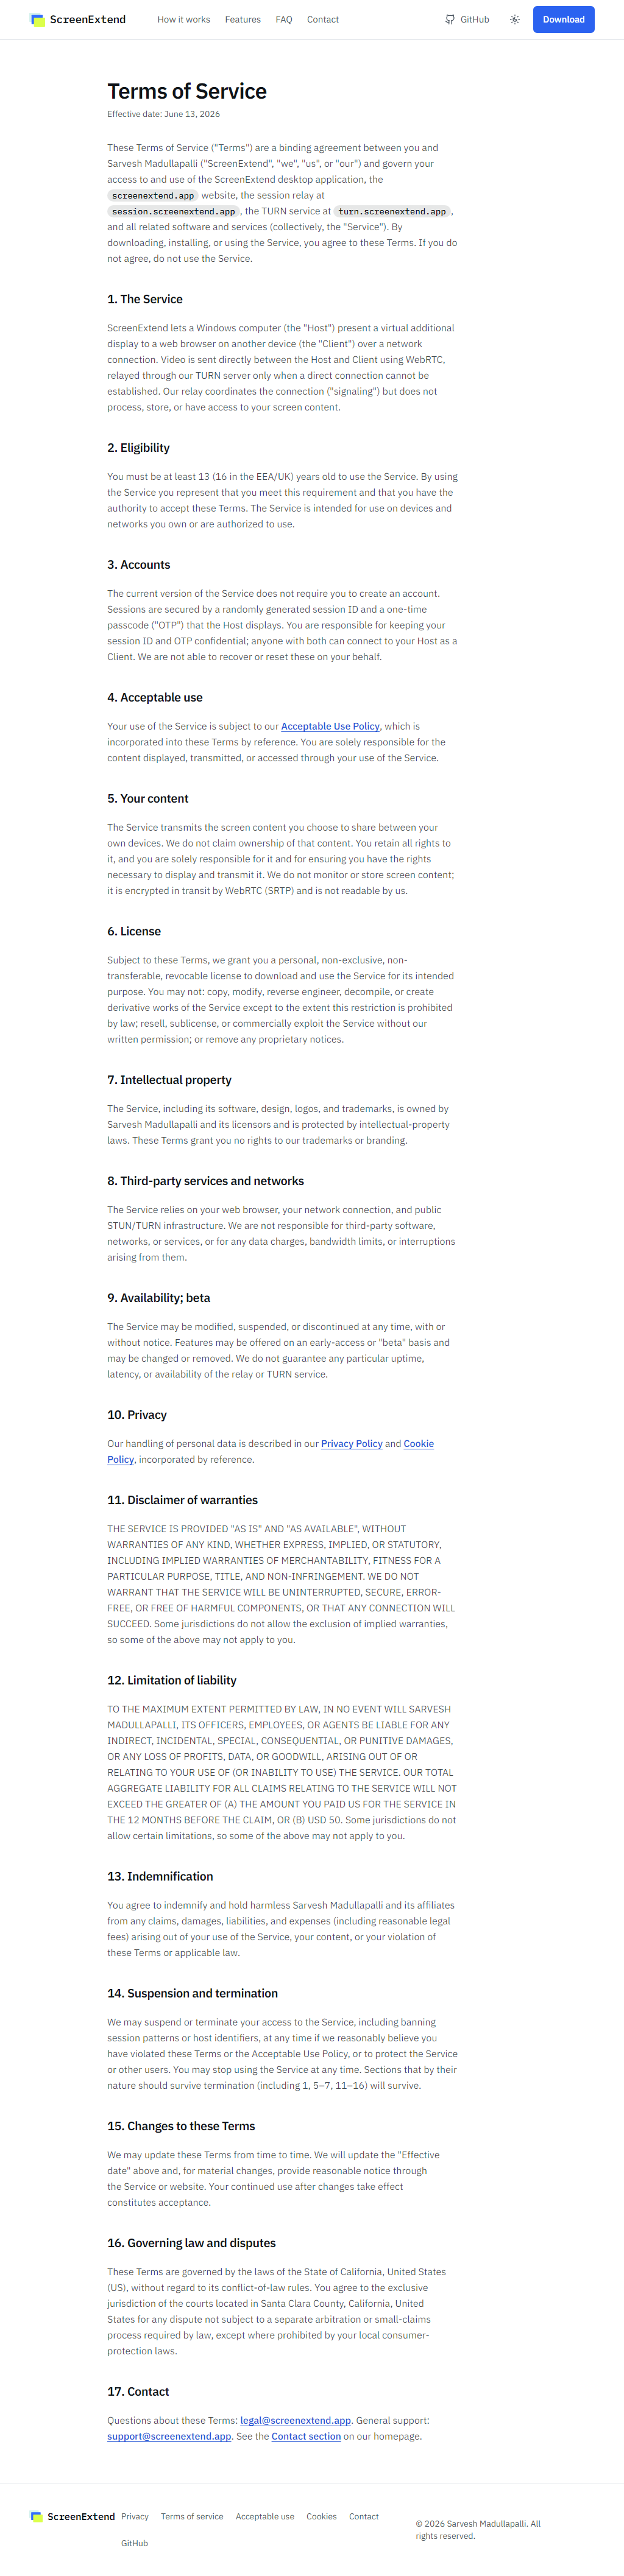 ScreenExtend How it works Features FAQ Contact GitHub Download
Terms of Service
Effective date: June 13, 2026
These Terms of Service ("Terms") are a binding agreement between you and
Sarvesh Madullapalli ("ScreenExtend", "we", "us", or "our") and govern your
access to and use of the ScreenExtend desktop application, the
screenextend.app website, the session relay at
session.screenextend.app, the TURN service at turn.screenextend.app,
and all related software and services (collectively, the "Service"). By
downloading, installing, or using the Service, you agree to these Terms. If you do
not agree, do not use the Service.
1. The Service
ScreenExtend lets a Windows computer (the "Host") present a virtual additional
display to a web browser on another device (the "Client") over a network
connection. Video is sent directly between the Host and Client using WebRTC,
relayed through our TURN server only when a direct connection cannot be
established. Our relay coordinates the connection ("signaling") but does not
process, store, or have access to your screen content.
2. Eligibility
You must be at least 13 (16 in the EEA/UK) years old to use the Service. By using
the Service you represent that you meet this requirement and that you have the
authority to accept these Terms. The Service is intended for use on devices and
networks you own or are authorized to use.
3. Accounts
The current version of the Service does not require you to create an account.
Sessions are secured by a randomly generated session ID and a one-time
passcode ("OTP") that the Host displays. You are responsible for keeping your
session ID and OTP confidential; anyone with both can connect to your Host as a
Client. We are not able to recover or reset these on your behalf.
4. Acceptable use
Your use of the Service is subject to our Acceptable Use Policy, which is
incorporated into these Terms by reference. You are solely responsible for the
content displayed, transmitted, or accessed through your use of the Service.
5. Your content
The Service transmits the screen content you choose to share between your
own devices. We do not claim ownership of that content. You retain all rights to
it, and you are solely responsible for it and for ensuring you have the rights
necessary to display and transmit it. We do not monitor or store screen content;
it is encrypted in transit by WebRTC (SRTP) and is not readable by us.
6. License
Subject to these Terms, we grant you a personal, non-exclusive, non-
transferable, revocable license to download and use the Service for its intended
purpose. You may not: copy, modify, reverse engineer, decompile, or create
derivative works of the Service except to the extent this restriction is prohibited
by law; resell, sublicense, or commercially exploit the Service without our
written permission; or remove any proprietary notices.
7. Intellectual property
The Service, including its software, design, logos, and trademarks, is owned by
Sarvesh Madullapalli and its licensors and is protected by intellectual-property
laws. These Terms grant you no rights to our trademarks or branding.
8. Third-party services and networks
The Service relies on your web browser, your network connection, and public
STUN/TURN infrastructure. We are not responsible for third-party software,
networks, or services, or for any data charges, bandwidth limits, or interruptions
arising from them.
9. Availability; beta
The Service may be modified, suspended, or discontinued at any time, with or
without notice. Features may be offered on an early-access or "beta" basis and
may be changed or removed. We do not guarantee any particular uptime,
latency, or availability of the relay or TURN service.
10. Privacy
Our handling of personal data is described in our Privacy Policy and Cookie
Policy, incorporated by reference.
11. Disclaimer of warranties
THE SERVICE IS PROVIDED "AS IS" AND "AS AVAILABLE", WITHOUT
WARRANTIES OF ANY KIND, WHETHER EXPRESS, IMPLIED, OR STATUTORY,
INCLUDING IMPLIED WARRANTIES OF MERCHANTABILITY, FITNESS FOR A
PARTICULAR PURPOSE, TITLE, AND NON-INFRINGEMENT. WE DO NOT
WARRANT THAT THE SERVICE WILL BE UNINTERRUPTED, SECURE, ERROR-
FREE, OR FREE OF HARMFUL COMPONENTS, OR THAT ANY CONNECTION WILL
SUCCEED. Some jurisdictions do not allow the exclusion of implied warranties,
so some of the above may not apply to you.
12. Limitation of liability
TO THE MAXIMUM EXTENT PERMITTED BY LAW, IN NO EVENT WILL SARVESH
MADULLAPALLI, ITS OFFICERS, EMPLOYEES, OR AGENTS BE LIABLE FOR ANY
INDIRECT, INCIDENTAL, SPECIAL, CONSEQUENTIAL, OR PUNITIVE DAMAGES,
OR ANY LOSS OF PROFITS, DATA, OR GOODWILL, ARISING OUT OF OR
RELATING TO YOUR USE OF (OR INABILITY TO USE) THE SERVICE. OUR TOTAL
AGGREGATE LIABILITY FOR ALL CLAIMS RELATING TO THE SERVICE WILL NOT
EXCEED THE GREATER OF (A) THE AMOUNT YOU PAID US FOR THE SERVICE IN
THE 12 MONTHS BEFORE THE CLAIM, OR (B) USD 50. Some jurisdictions do not
allow certain limitations, so some of the above may not apply to you.
13. Indemnification
You agree to indemnify and hold harmless Sarvesh Madullapalli and its affiliates
from any claims, damages, liabilities, and expenses (including reasonable legal
fees) arising out of your use of the Service, your content, or your violation of
these Terms or applicable law.
14. Suspension and termination
We may suspend or terminate your access to the Service, including banning
session patterns or host identifiers, at any time if we reasonably believe you
have violated these Terms or the Acceptable Use Policy, or to protect the Service
or other users. You may stop using the Service at any time. Sections that by their
nature should survive termination (including 1, 5–7, 11–16) will survive.
15. Changes to these Terms
We may update these Terms from time to time. We will update the "Effective
date" above and, for material changes, provide reasonable notice through
the Service or website. Your continued use after changes take effect
constitutes acceptance.
16. Governing law and disputes
These Terms are governed by the laws of the State of California, United States
(US), without regard to its conflict-of-law rules. You agree to the exclusive
jurisdiction of the courts located in Santa Clara County, California, United
States for any dispute not subject to a separate arbitration or small-claims
process required by law, except where prohibited by your local consumer-
protection laws.
17. Contact
Questions about these Terms: legal@screenextend.app. General support:
support@screenextend.app. See the Contact section on our homepage.
ScreenExtend Privacy Terms of service Acceptable use Cookies Contact
GitHub
© 2026 Sarvesh Madullapalli. All
rights reserved.